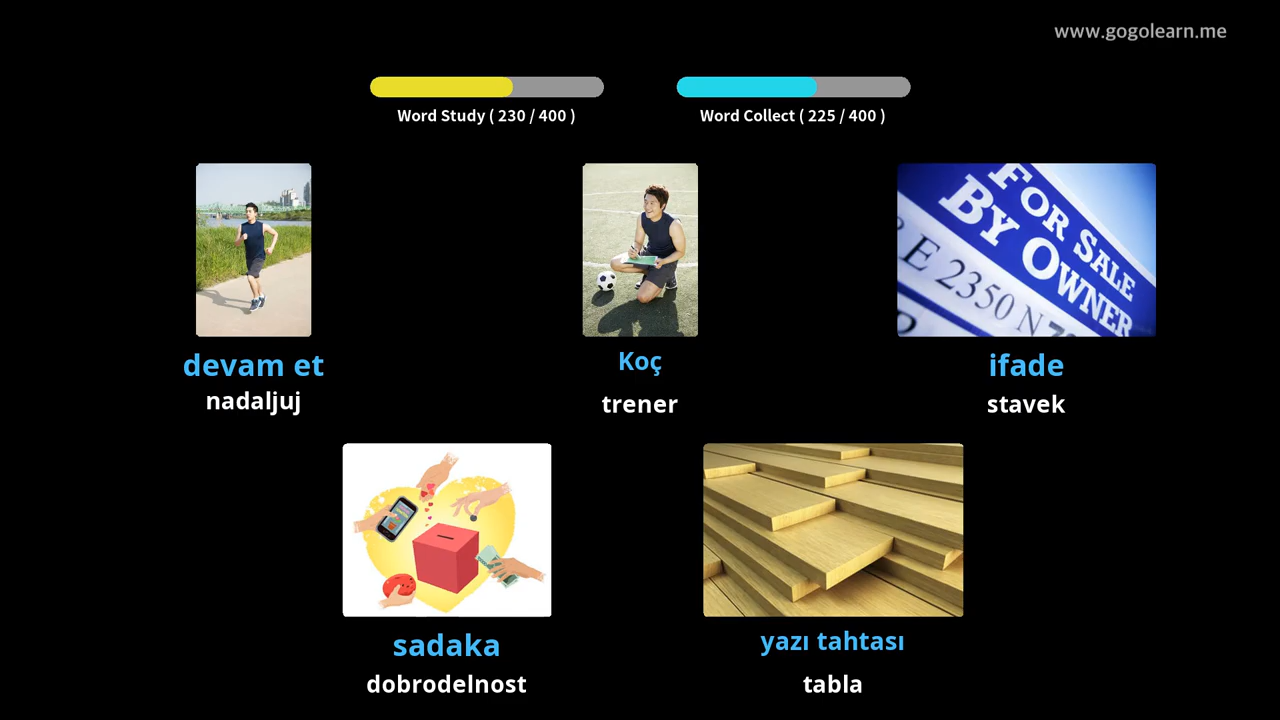 www.gogolearn.me
Word Study ( 230 / 400 )
Word Collect ( 225 / 400 )
FOR SALE
BY OWNER
E 2350 N
devam et
nadaljuj
Koç
trener
ifade
stavek
sadaka
dobrodelnost
yazı tahtası
tabla